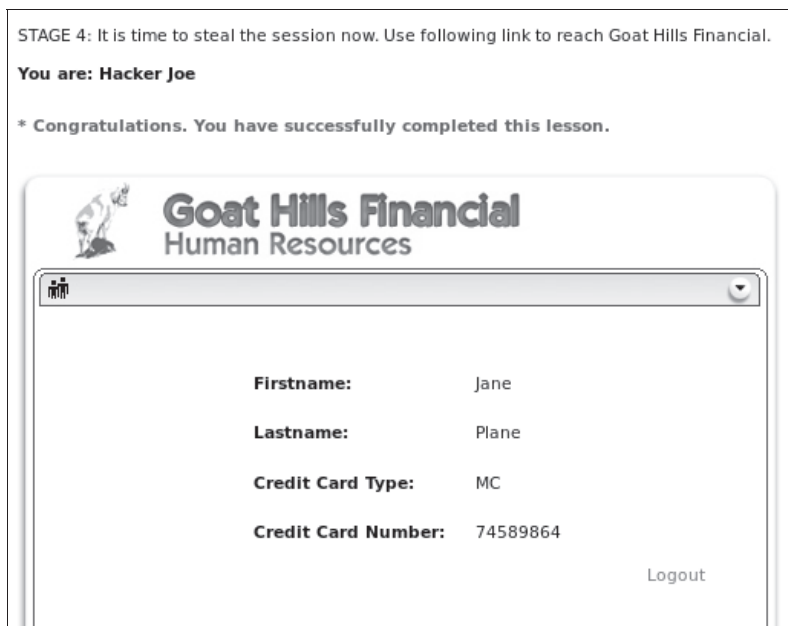 STAGE 4: It is time to steal the session now. Use following link to reach Goat Hills Financial.
You are: Hacker Joe
* Congratulations. You have successfully completed this lesson.
Goat Hills Financial
Human Resources
Firstname: Jane
Lastname: Plane
Credit Card Type: MC
Credit Card Number: 74589864
Logout